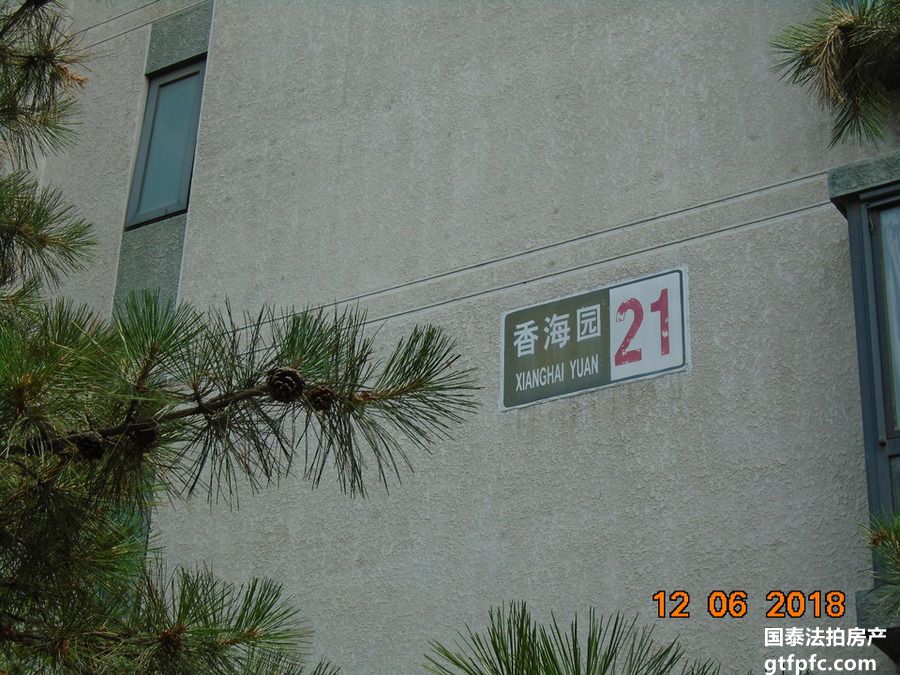 香海园
XIANGHAI YUAN
21
12 06 2018
国泰法拍房产
gtfpfc.com